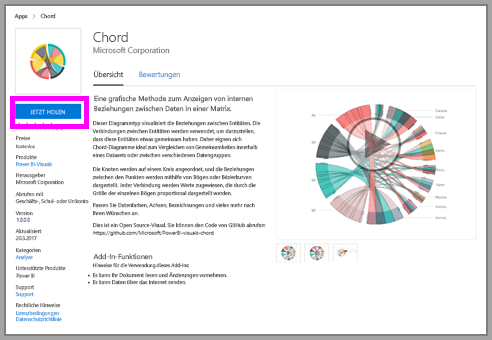 Apps > Chord
Chord
Microsoft Corporation
Übersicht
Bewertungen
JETZT HOLEN
Preise
Kostenlos
Produkte
Power BI-Visuals
Herausgeber
Microsoft Corporation
Abrufen mit
Geschäfts-, Schul- oder Unikonto
Version
1.0.0.0
Aktualisiert
20.3.2017
Kategorien
Analyse
Unterstützte Produkte
Power BI
Support
Support
Rechtliche Hinweise
Lizenzbedingungen
Datenschutzrichtlinie
Eine grafische Methode zum Anzeigen von internen
Beziehungen zwischen Daten in einer Matrix.
Dieser Diagrammtyp visualisiert die Beziehungen zwischen Entitäten. Die
Verbindungen zwischen Entitäten werden verwendet, um darzustellen,
dass diese Entitäten etwas gemeinsam haben. Daher eignen sich
Chord-Diagramme ideal zum Vergleichen von Gemeinsamkeiten innerhalb
eines Datasets oder zwischen verschiedenen Datengruppen.
Die Knoten werden auf einem Kreis angeordnet, und die Beziehungen
zwischen den Punkten werden mithilfe von Bögen oder Bézierkurven
dargestellt. Jeder Verbindung werden Werte zugewiesen, die durch die
Größe der einzelnen Bögen proportional dargestellt werden.
Passen Sie Datenfarben, Achsen, Bezeichnungen und vieles mehr nach
Ihren Wünschen an.
Dies ist ein Open Source-Visual. Sie können den Code von GitHub abrufen:
https://github.com/Microsoft/PowerBI-visuals-chord
Add-In-Funktionen
Hinweise für die Verwendung dieses Add-Ins:
• Es kann Ihr Dokument lesen und Änderungen vornehmen.
• Es kann Daten über das Internet senden.
Canada
China
France
Germany
Japan
Mexico